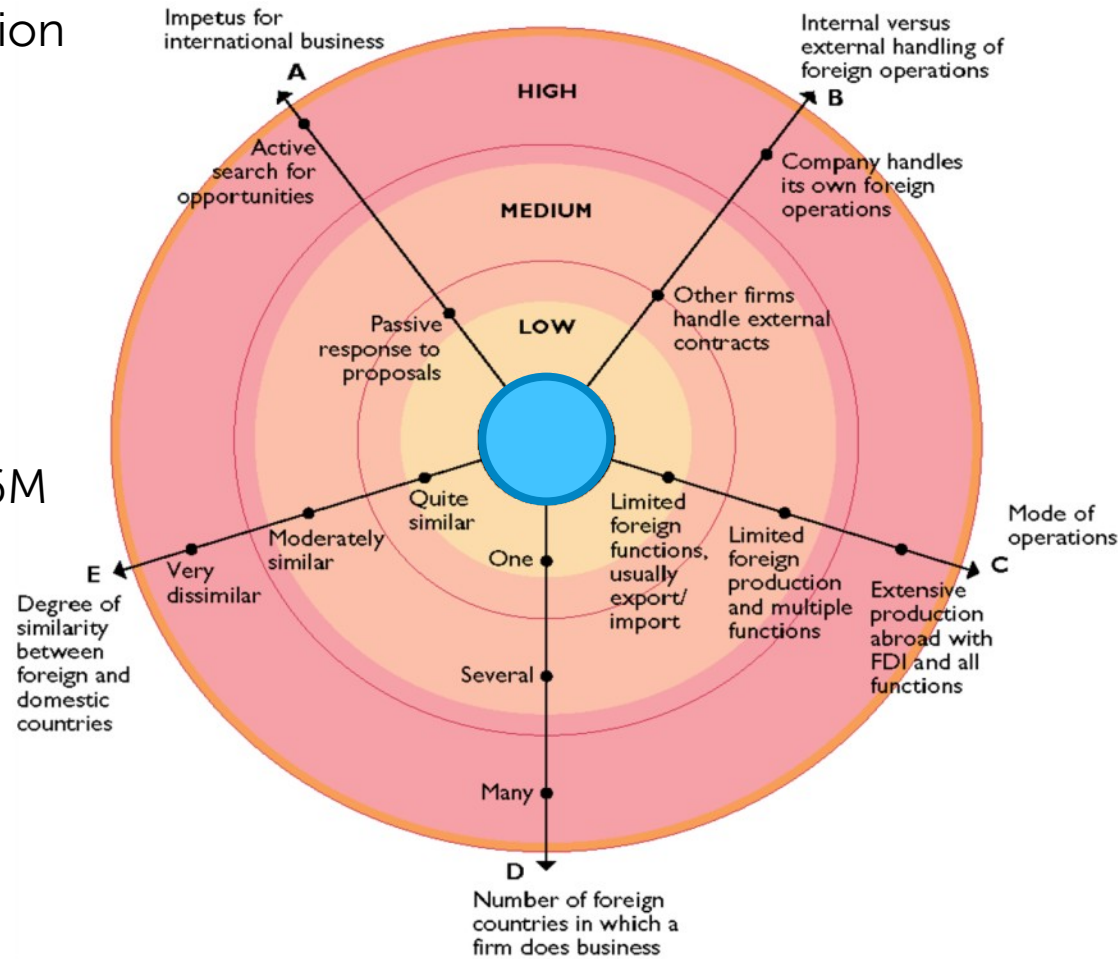 ion
Impetus for
international business
A
Internal versus
external handling of
foreign operations
B
HIGH
Active
search for
opportunities
Company handles
its own foreign
operations
MEDIUM
Passive
response to
proposals
LOW
Other firms
handle external
contracts
5M
Quite
similar
Moderately
similar
Very
dissimilar
E
Degree of
similarity
between
foreign and
domestic
countries
One
Several
Many
D
Number of foreign
countries in which a
firm does business
Limited
foreign
functions,
usually
export/
import
Limited
foreign
production
and multiple
functions
Extensive
production
abroad with
FDI and all
functions
Mode of
operations
C